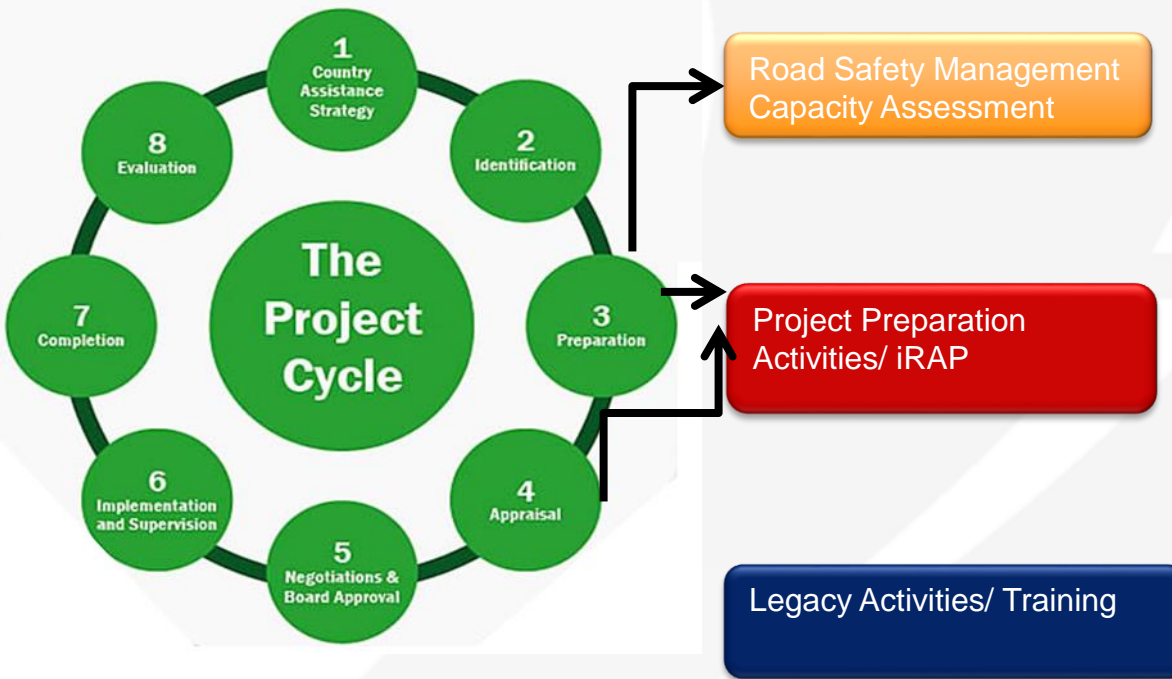 1
Country
Assistance
Strategy
2
Identification
3
Preparation
4
Appraisal
5
Negotiations &
Board Approval
6
Implementation
and Supervision
7
Completion
8
Evaluation
The
Project
Cycle
Road Safety Management
Capacity Assessment
Project Preparation
Activities/ iRAP
Legacy Activities/ Training